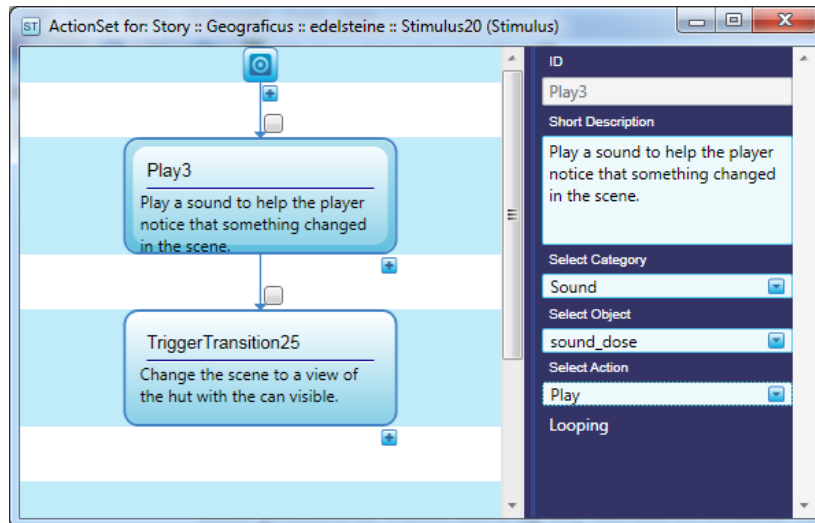 ST ActionSet for: Story :: Geograficus :: edelsteine :: Stimulus20 (Stimulus)
Play3
Play a sound to help the player
notice that something changed
in the scene.
TriggerTransition25
Change the scene to a view of
the hut with the can visible.
ID
Play3
Short Description
Play a sound to help the player
notice that something changed
in the scene.
Select Category
Sound
Select Object
sound_dose
Select Action
Play
Looping